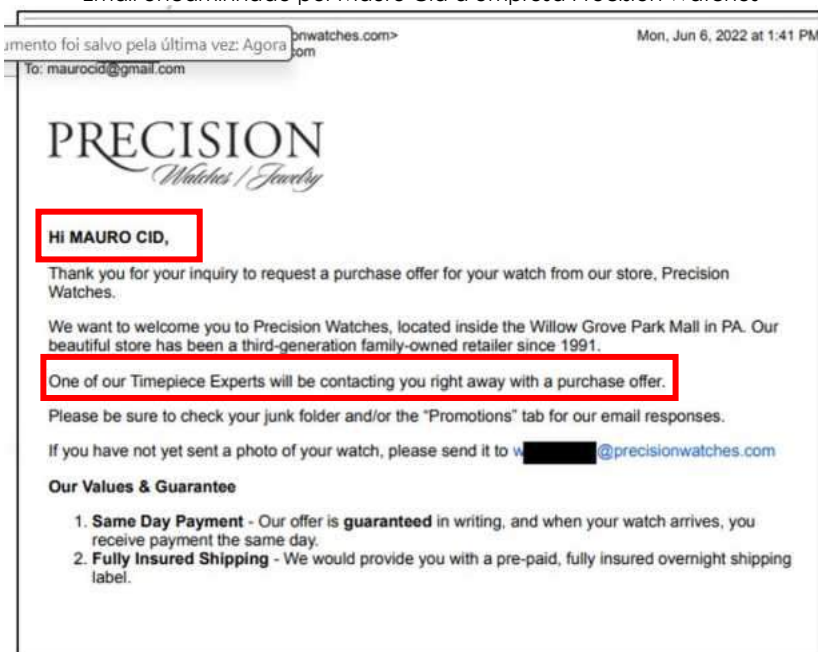 Email encaminhado por Mauro Cid à empresa Precision Watches
onwatches.com>
Mon, Jun 6, 2022 at 1:41 PM
umento foi salvo pela última vez: Agora
com
To: maurocid@gmail.com
PRECISION
Watches / Jewelry
Hi MAURO CID,
Thank you for your inquiry to request a purchase offer for your watch from our store, Precision
Watches.
We want to welcome you to Precision Watches, located inside the Willow Grove Park Mall in PA. Our
beautiful store has been a third-generation family-owned retailer since 1991.
One of our Timepiece Experts will be contacting you right away with a purchase offer.
Please be sure to check your junk folder and/or the “Promotions” tab for our email responses.
If you have not yet sent a photo of your watch, please send it to w @precisionwatches.com
Our Values & Guarantee
1. Same Day Payment - Our offer is guaranteed in writing, and when your watch arrives, you
receive payment the same day.
2. Fully Insured Shipping - We would provide you with a pre-paid, fully insured overnight shipping
label.